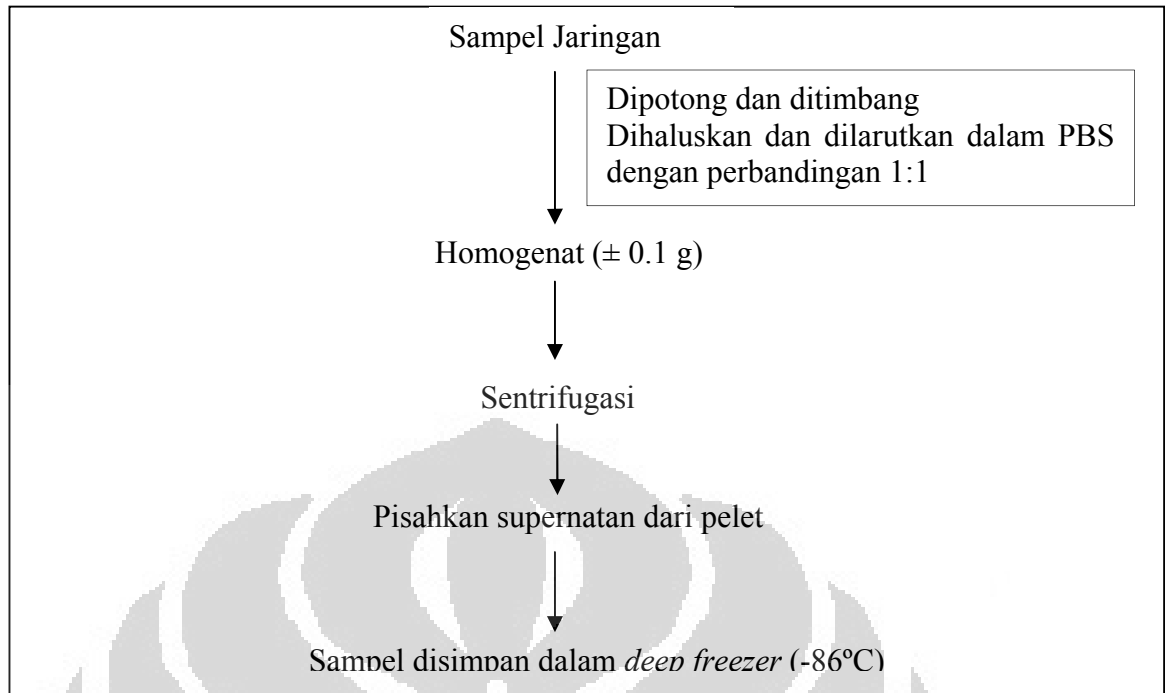 Sampel Jaringan
Dipotong dan ditimbang
Dihaluskan dan dilarutkan dalam PBS
dengan perbandingan 1:1
Homogenat (± 0.1 g)
Sentrifugasi
Pisahkan supernatan dari pelet
Sampel disimpan dalam deep freezer (-86ºC)